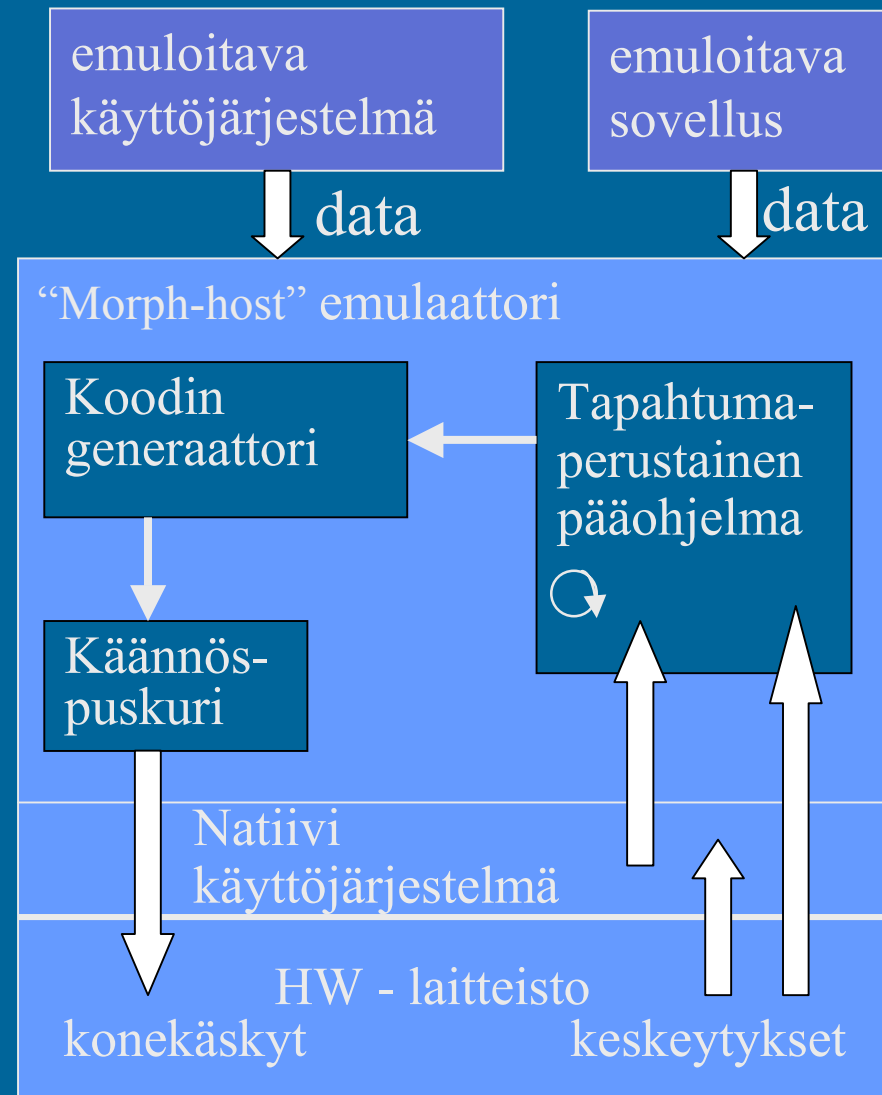 emuloitava
käyttöjärjestelmä
emuloitava
sovellus
data
data
“Morph-host” emulaattori
Koodin
generaattori
Tapahtuma-
perustainen
pääohjelma
Käännös-
puskuri
Natiivi
käyttöjärjestelmä
HW - laitteisto
konekäskyt
keskeytykset